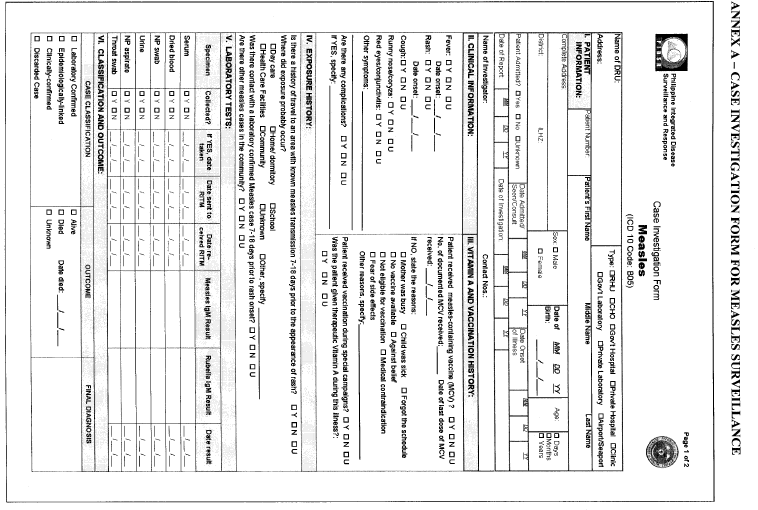 ANNEX A – CASE INVESTIGATION FORM FOR MEASLES SURVEILLANCE
Page 1 of 2
Philippine Integrated Disease
Surveillance and Response
Case Investigation Form
Measles
(ICD 10 Code: B05)
Name of DRU:
Type: ☐RHU ☐CHO ☐Gov't Hospital ☐Private Hospital ☐Clinic
☐Gov't Laboratory ☐Private Laboratory ☐Airport/Seaport
Address:
I. PATIENT INFORMATION:
Patient Number
Patient's First Name
Middle Name
Last Name
Complete Address:
Sex: ☐ Male
☐ Female
Date of Birth:
MM DD YY
___/___/___
Age:
☐ Days
☐ Months
☐ Years
District:
ILHZ:
Patient Admitted? ☐ Yes ☐ No ☐ Unknown
Date Admitted/
Seen/Consult
MM DD YY
Date Onset
of Illness
MM DD YY
Date of Report
MM DD YY
Date of Investigation
MM DD YY
Name of Investigator:
Contact Nos.:
II. CLINICAL INFORMATION:
Fever: ☐ Y ☐ N ☐ U
Date onset: ___/___/___
Rash: ☐ Y ☐ N ☐ U
Date onset: ___/___/___
Cough: ☐ Y ☐ N ☐ U
Runny nose/coryza: ☐ Y ☐ N ☐ U
Red eyes/conjunctivitis: ☐ Y ☐ N ☐ U
Other symptoms:
Are there any complications? ☐ Y ☐ N ☐ U
If YES, specify:
III. VITAMIN A AND VACCINATION HISTORY:
Patient received measles-containing vaccine (MCV) ? ☐ Y ☐ N ☐ U
No. of documented MCV received: ______ Date of last dose of MCV
received: ___/___/___
If NO, state the reasons:
☐ Mother was busy ☐ Child was sick ☐ Forgot the schedule
☐ No vaccine available ☐ Against belief
☐ Not eligible for vaccination ☐ Medical contraindication
☐ Fear of side effects
Other reasons, specify
Patient received vaccination during special campaigns? ☐ Y ☐ N ☐ U
Was the patient given therapeutic Vitamin A during this illness?:
☐ Y ☐ N ☐ U
IV. EXPOSURE HISTORY:
Is there a history of travel to an area with known measles transmission 7-18 days prior to the appearance of rash? ☐ Y ☐ N ☐ U
Where did exposure probably occur?
☐Day care ☐Home/ dormitory ☐School
☐Health Care Facilities ☐Community ☐Unknown ☐Other, specify
Was there contact with a laboratory confirmed Measles case 7-18 days prior to rash onset? ☐ Y ☐ N ☐ U
Are there other measles cases in the community? ☐ Y ☐ N ☐ U
V. LABORATORY TESTS:
Specimen
Collected?
If YES, date taken
Date sent to RITM
Date received RITM
Measles IgM Result
Rubella IgM Result
Date result
Serum ☐ Y ☐ N
Dried blood ☐ Y ☐ N
NP swab ☐ Y ☐ N
Urine ☐ Y ☐ N
NP aspirate ☐ Y ☐ N
Throat swab ☐ Y ☐ N
VI. CLASSIFICATION AND OUTCOME:
CASE CLASSIFICATION
OUTCOME
FINAL DIAGNOSIS
☐ Laboratory Confirmed
☐ Epidemiologically-linked
☐ Clinically-confirmed
☐ Discarded Case
☐ Alive
☐ Died Date died: ___/___/___
☐ Unknown